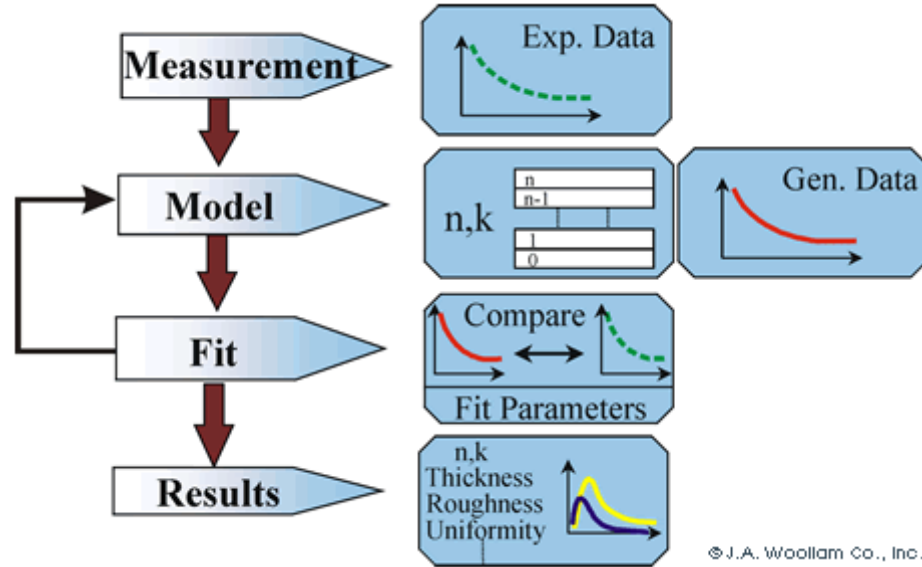 Measurement
Exp. Data
Model
n,k
n
n-1
1
0
Gen. Data
Fit
Compare
Fit Parameters
Results
n,k
Thickness
Roughness
Uniformity
©J.A. Woollam Co., Inc.